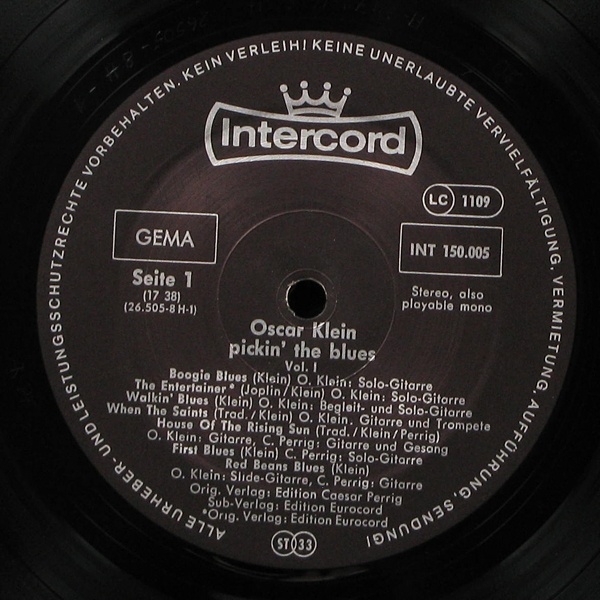 ALLE URHEBER- UND LEISTUNGSSCHUTZRECHTE VORBEHALTEN. KEIN VERLEIH! KEINE UNERLAUBTE VERVIELFÄLTIGUNG, VERMIETUNG, AUFFÜHRUNG, SENDUNG!
Intercord
LC 1109
GEMA
INT 150.005
Seite 1
(17 38)
(26.505-8 H-1)
Stereo, also
playable mono
Oscar Klein
pickin' the blues
Vol. I
Boogie Blues (Klein) O. Klein: Solo-Gitarre
The Entertainer* (Joplin/Klein) O. Klein: Solo-Gitarre
Walkin' Blues (Klein) O. Klein: Begleit- und Solo-Gitarre
When The Saints (Trad./Klein) O. Klein. Gitarre und Trompete
House Of The Rising Sun (Trad./Klein/Perrig)
O. Klein: Gitarre, C. Perrig: Gitarre und Gesang
First Blues (Klein) C. Perrig: Solo-Gitarre
Red Beans Blues (Klein)
O. Klein: Slide-Gitarre, C. Perrig: Gitarre
Orig. Verlag: Edition Caesar Perrig
Sub-Verlag: Edition Eurocord
*Orig. Verlag: Edition Eurocord
ST 33